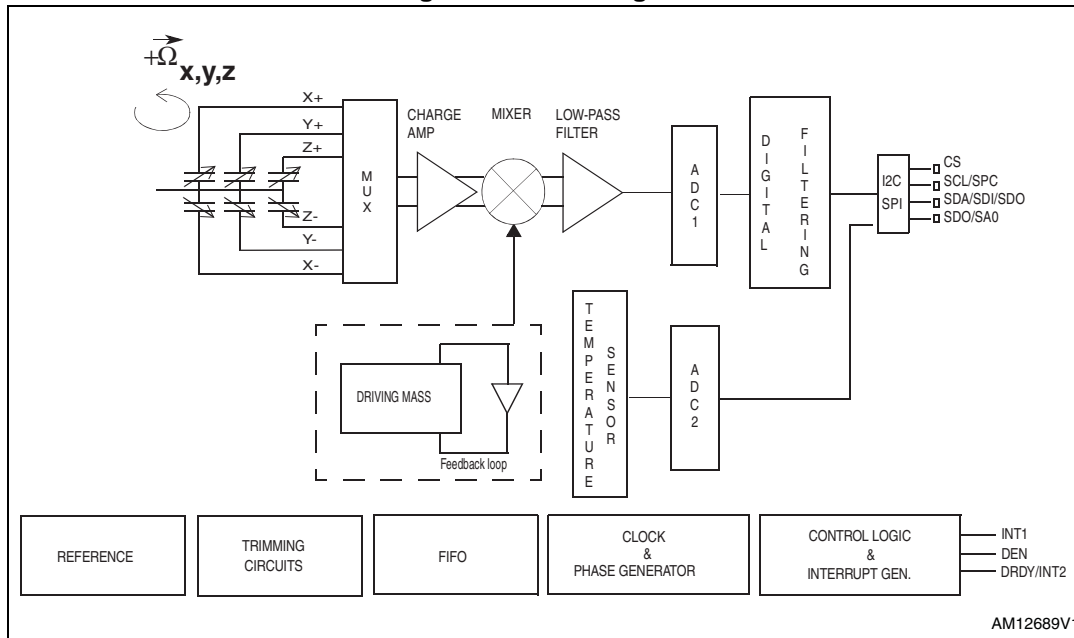 +Ω x,y,z
X+
Y+
Z+
Z-
Y-
X-
MUX
CHARGE
AMP
MIXER
LOW-PASS
FILTER
ADC1
DIGITAL
FILTERING
I2C
SPI
CS
SCL/SPC
SDA/SDI/SDO
SDO/SA0
DRIVING MASS
Feedback loop
TEMPERATURE
SENSOR
ADC2
REFERENCE
TRIMMING
CIRCUITS
FIFO
CLOCK
&
PHASE GENERATOR
CONTROL LOGIC
&
INTERRUPT GEN.
INT1
DEN
DRDY/INT2
AM12689V1